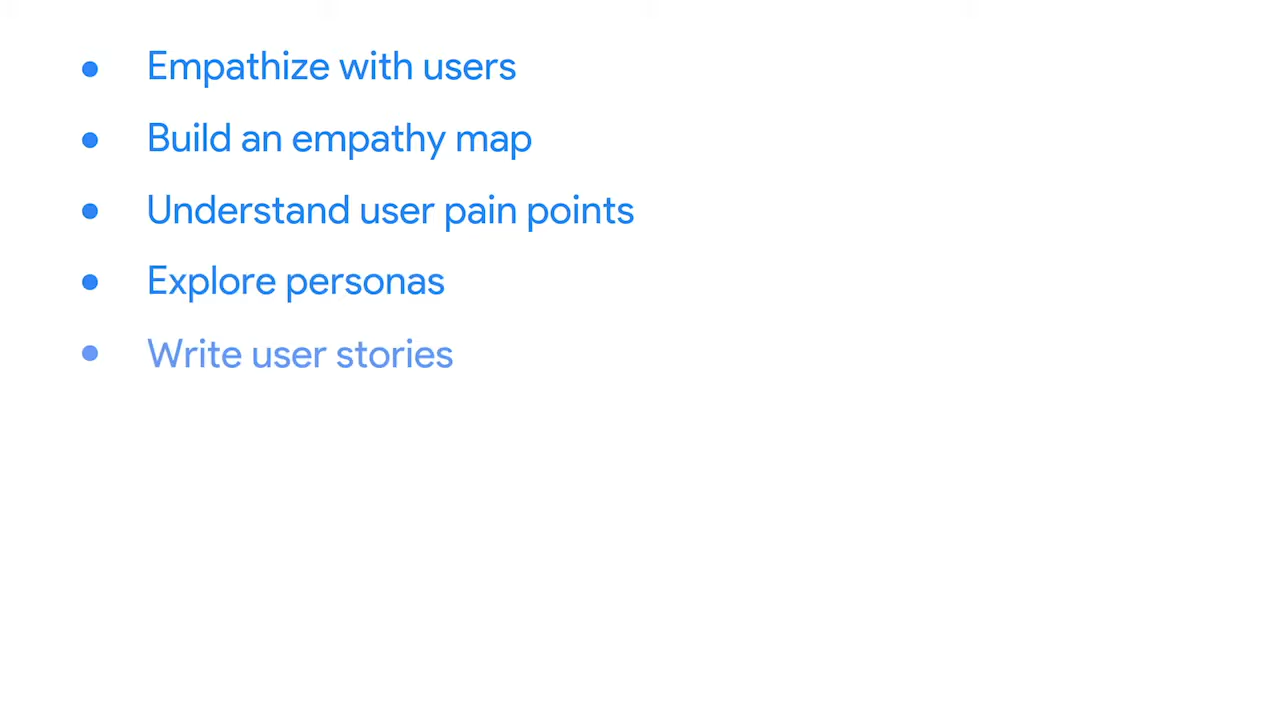 • Empathize with users
• Build an empathy map
• Understand user pain points
• Explore personas
• Write user stories